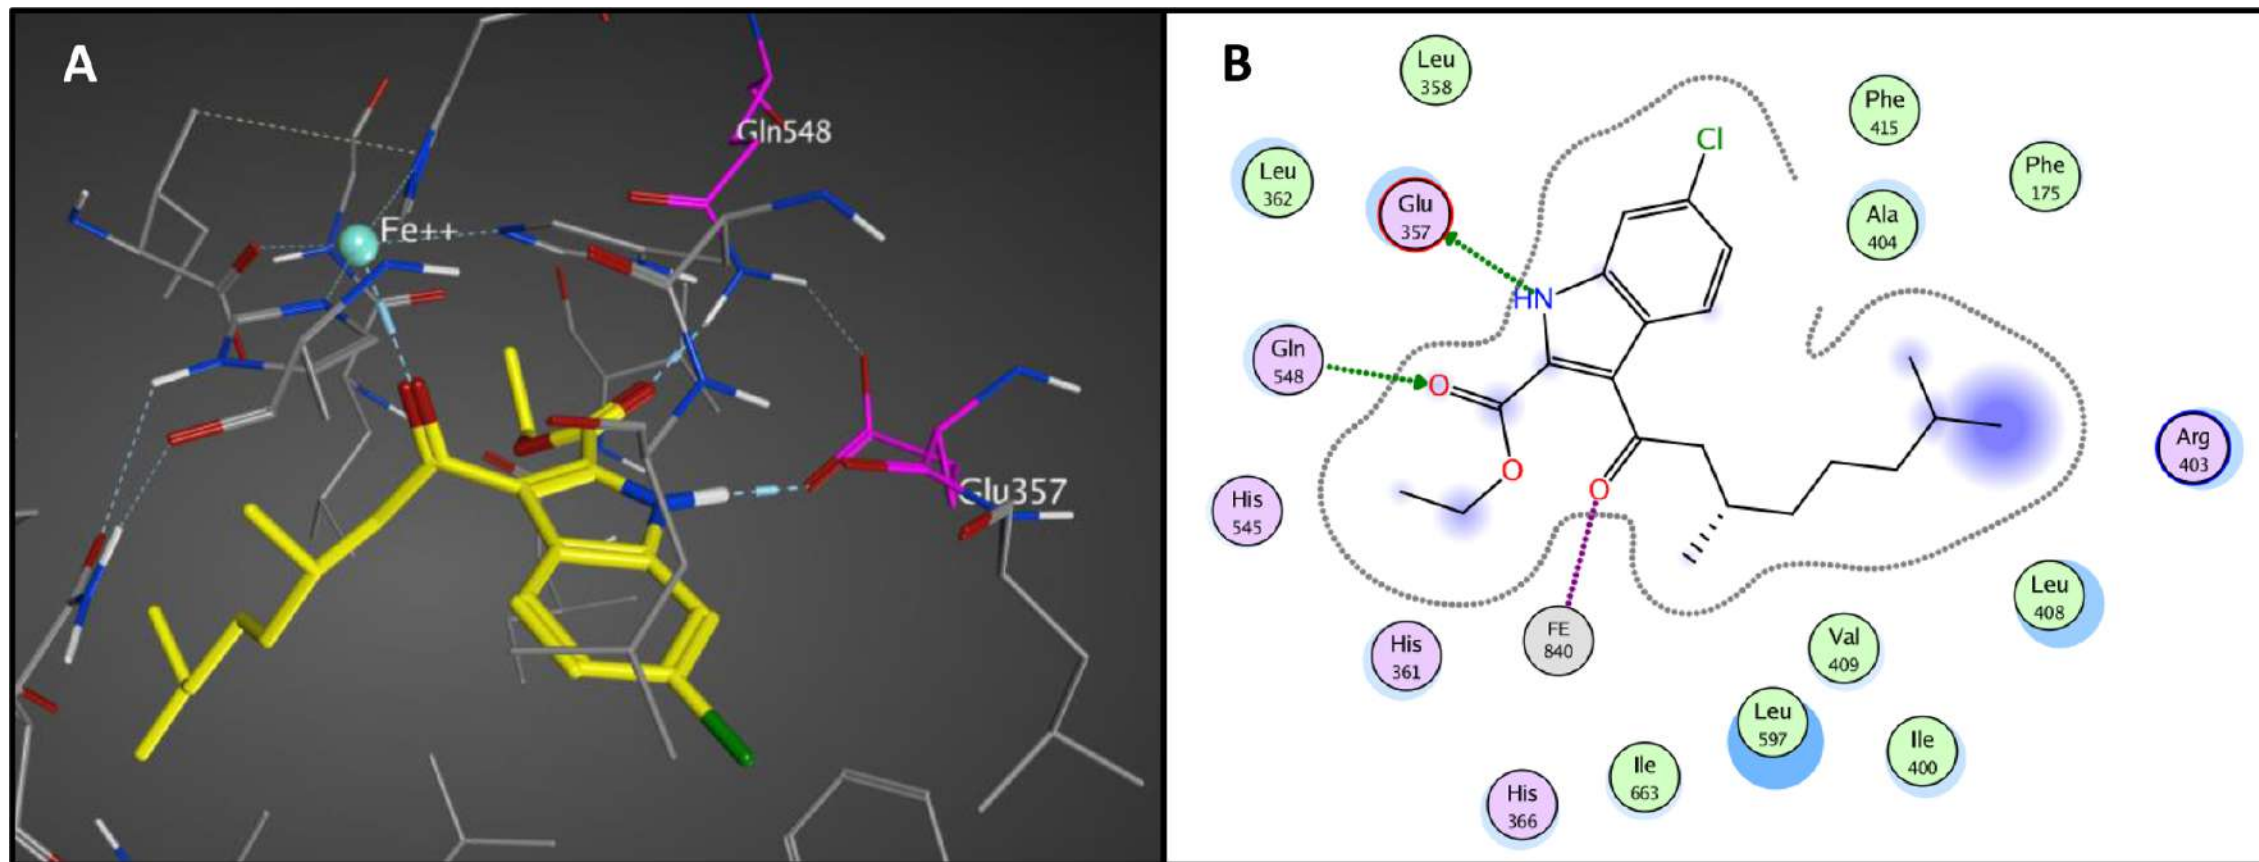 A
Gln548
Fe++
Glu357
B
Leu
358
Phe
415
Cl
Leu
362
Phe
175
Glu
357
Ala
404
HN
Gln
548
O
O
O
Arg
403
His
545
Leu
408
His
361
FE
840
Val
409
Leu
597
Ile
400
Ile
663
His
366